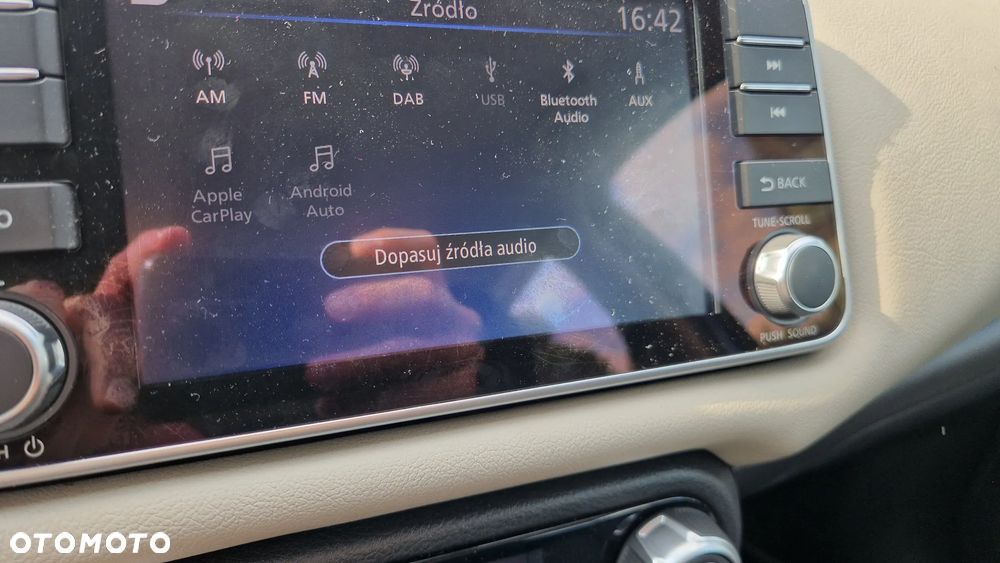 Źródło
16:42
AM
FM
DAB
USB
Bluetooth
Audio
AUX
Apple
CarPlay
Android
Auto
Dopasuj źródła audio
BACK
TUNE·SCROLL
PUSH SOUND
OTOMOTO